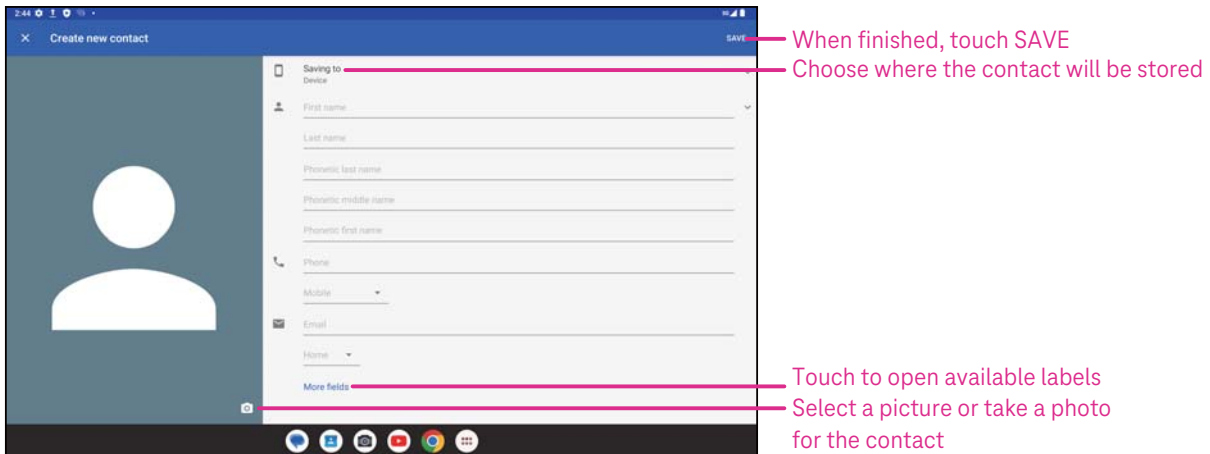 2:44
Create new contact
SAVE
When finished, touch SAVE
Saving to
Choose where the contact will be stored
Device
First name
Last name
Phonetic last name
Phonetic middle name
Phonetic first name
Phone
Mobile
Email
Home
More fields
Touch to open available labels
Select a picture or take a photo
for the contact